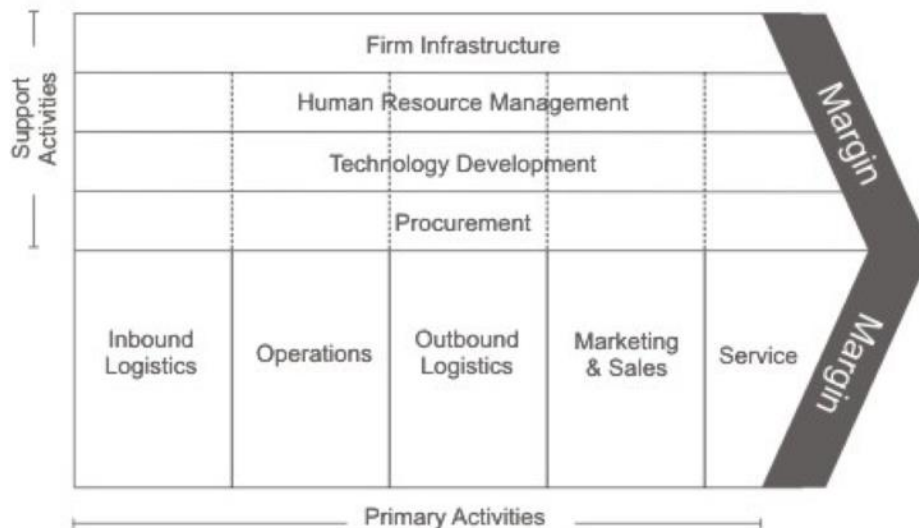 Support
Activities
Firm Infrastructure
Human Resource Management
Technology Development
Procurement
Margin
Inbound
Logistics
Operations
Outbound
Logistics
Marketing
& Sales
Service
Margin
Primary Activities